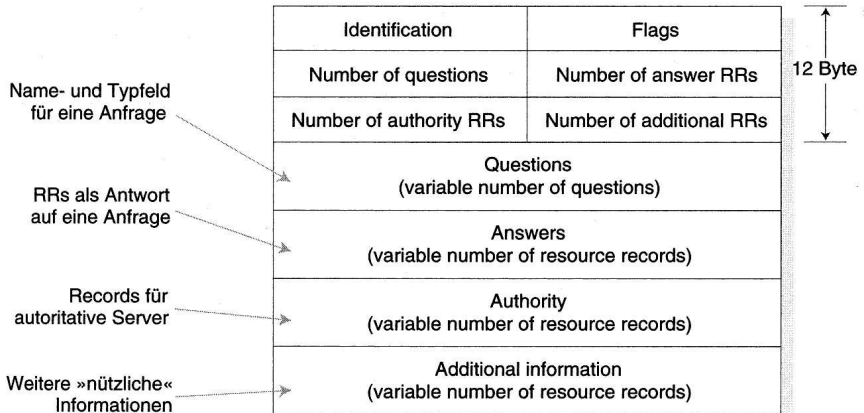 Identification
Flags
12 Byte
Number of questions
Number of answer RRs
Number of authority RRs
Number of additional RRs
Name- und Typfeld
für eine Anfrage
Questions
(variable number of questions)
RRs als Antwort
auf eine Anfrage
Answers
(variable number of resource records)
Records für
autoritative Server
Authority
(variable number of resource records)
Weitere »nützliche«
Informationen
Additional information
(variable number of resource records)